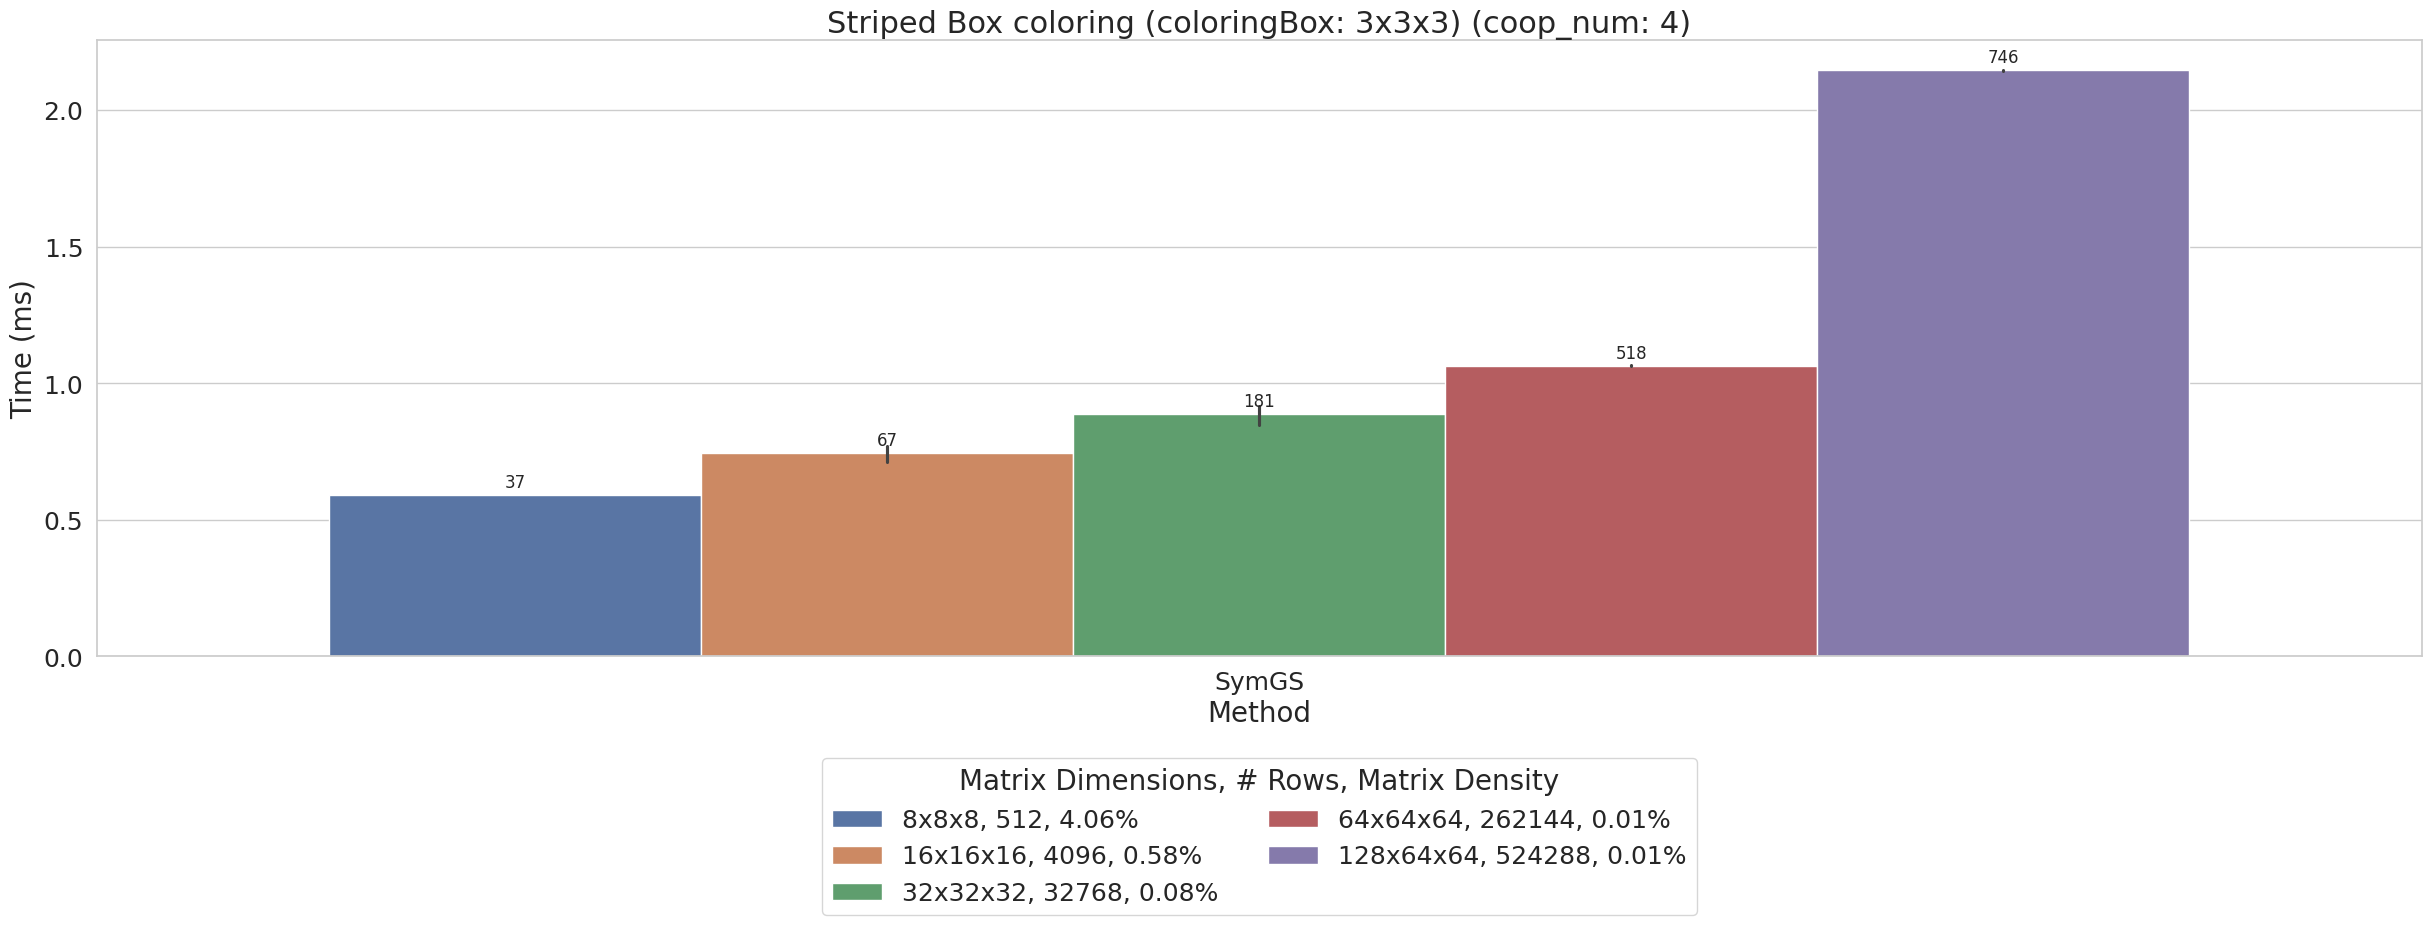 Striped Box coloring (coloringBox: 3x3x3) (coop_num: 4)
Time (ms)
2.0
1.5
1.0
0.5
0.0
37
67
181
518
746
SymGS
Method
Matrix Dimensions, # Rows, Matrix Density
8x8x8, 512, 4.06%
16x16x16, 4096, 0.58%
32x32x32, 32768, 0.08%
64x64x64, 262144, 0.01%
128x64x64, 524288, 0.01%